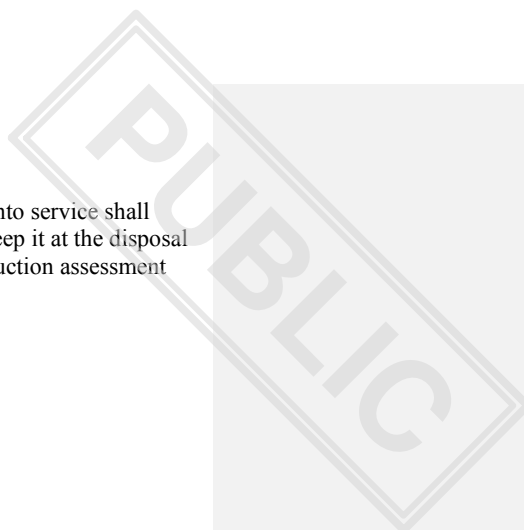 nto service shall
eep it at the disposal
uction assessment
PUBLIC